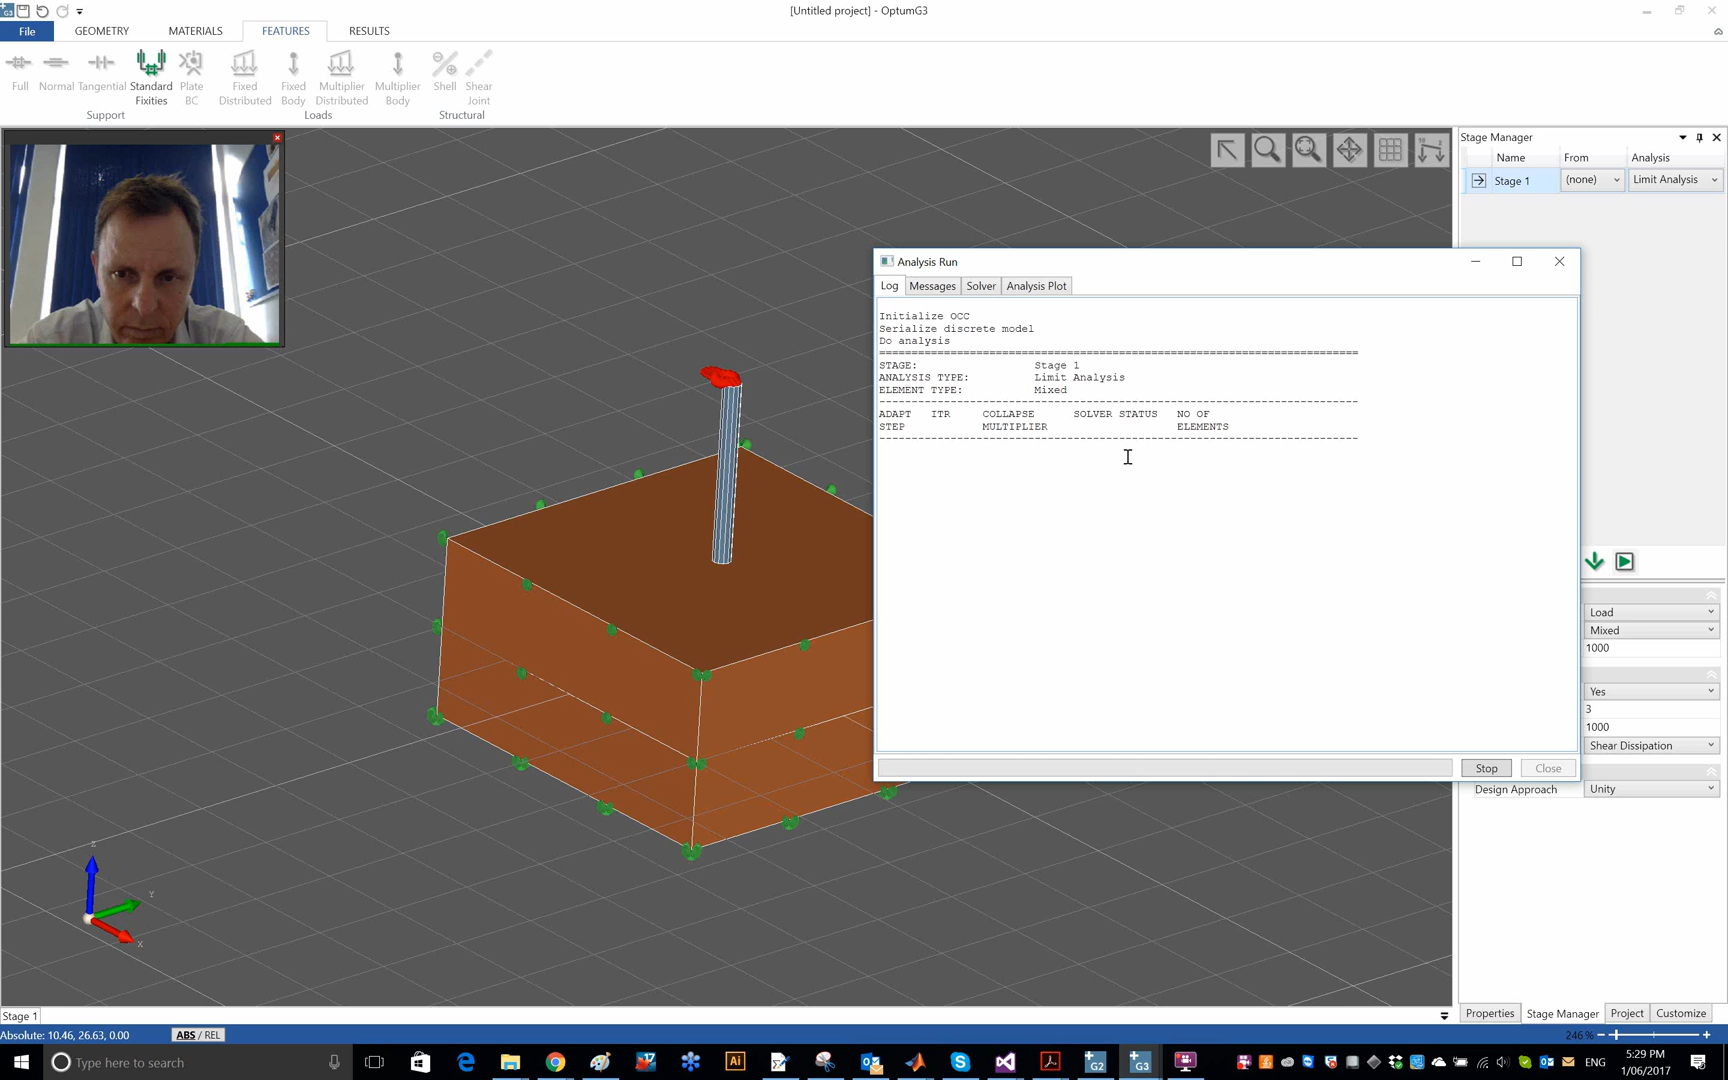 [Untitled project] - OptumG3
File
GEOMETRY
MATERIALS
FEATURES
RESULTS
Full
Normal
Tangential
Standard Fixities
Plate BC
Fixed Distributed
Fixed Body
Multiplier Distributed
Multiplier Body
Shell
Shear Joint
Support
Loads
Structural
Stage Manager
Name From Analysis
Stage 1 (none) Limit Analysis
Analysis Run
Log Messages Solver Analysis Plot
Initialize OCC
Serialize discrete model
Do analysis
STAGE: Stage 1
ANALYSIS TYPE: Limit Analysis
ELEMENT TYPE: Mixed
ADAPT ITR COLLAPSE SOLVER STATUS NO OF
STEP MULTIPLIER ELEMENTS
Stop Close
Load
Mixed
1000
Yes
3
1000
Shear Dissipation
Design Approach Unity
Z
Y
X
Stage 1
Properties Stage Manager Project Customize
Absolute: 10.46, 26.63, 0.00
ABS / REL
246 %
Type here to search
17
Ai
G2
G3
ENG
5:29 PM
1/06/2017